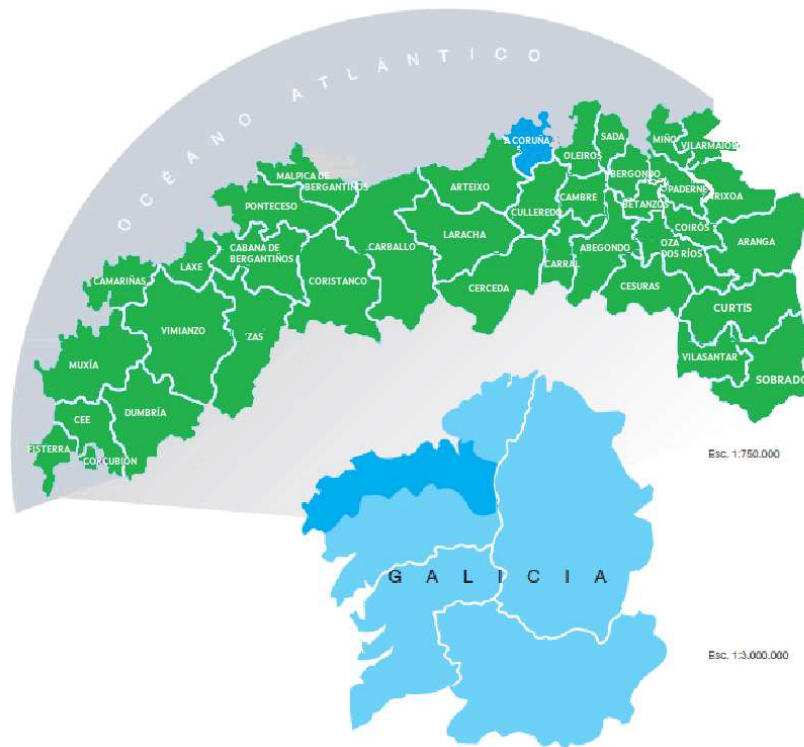 OCÉANO ATLÁNTICO
A CORUÑA
SADA
MIÑO
VILARMAIOR
OLEIROS
BERGONDO
MALPICA DE
BERGANTIÑOS
ARTEIXO
PADERNE
IRIXOA
CAMBRE
BETANZOS
PONTECESO
CULLEREDO
COIRÓS
LARACHA
CARBALLO
ARANGA
CABANA DE
BERGANTIÑOS
OZA
DOS RÍOS
ABEGONDO
LAXE
CARRAL
CORISTANCO
CAMARIÑAS
CERCEDA
CESURAS
CURTIS
VIMIANZO
ZAS
VILASANTAR
MUXÍA
SOBRADO
DUMBRÍA
CEE
FISTERRA
CORCUBIÓN
Esc. 1:750.000
GALICIA
Esc. 1:3.000.000